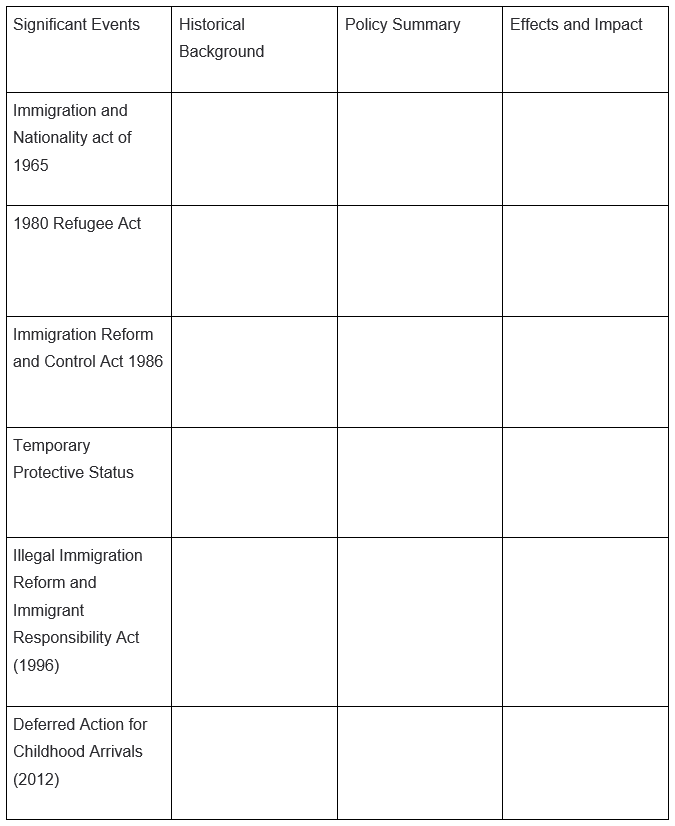 Significant Events
Historical
Background
Policy Summary
Effects and Impact
Immigration and
Nationality act of
1965
1980 Refugee Act
Immigration Reform
and Control Act 1986
Temporary
Protective Status
Illegal Immigration
Reform and
Immigrant
Responsibility Act
(1996)
Deferred Action for
Childhood Arrivals
(2012)